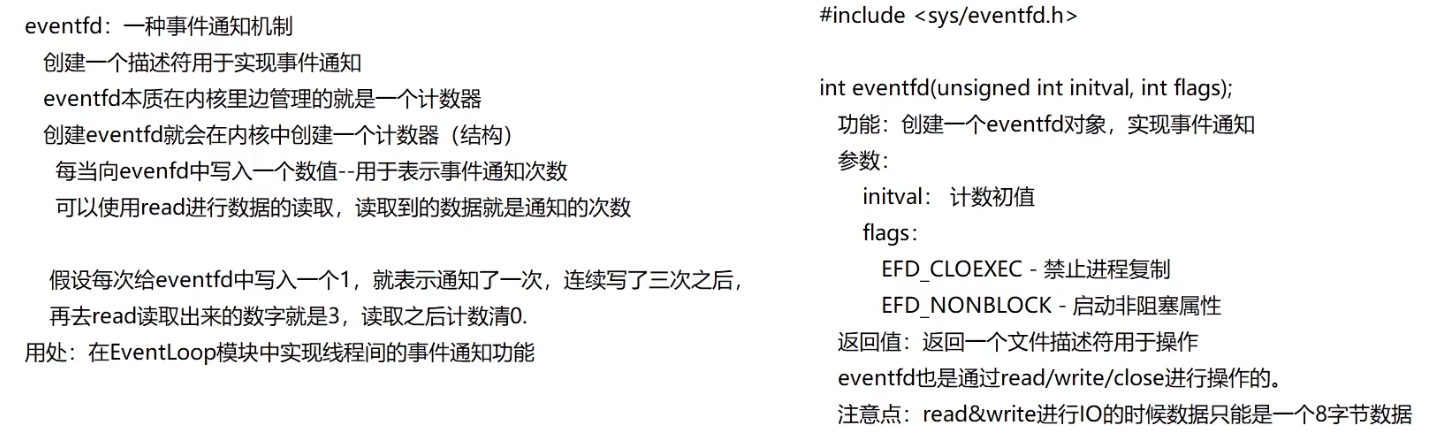 eventfd：一种事件通知机制
创建一个描述符用于实现事件通知
eventfd本质在内核里边管理的就是一个计数器
创建eventfd就会在内核中创建一个计数器（结构）
每当向evenfd中写入一个数值--用于表示事件通知次数
可以使用read进行数据的读取，读取到的数据就是通知的次数
假设每次给eventfd中写入一个1，就表示通知了一次，连续写了三次之后，
再去read读取出来的数字就是3，读取之后计数清0.
用处：在EventLoop模块中实现线程间的事件通知功能
#include <sys/eventfd.h>
int eventfd(unsigned int initval, int flags);
功能：创建一个eventfd对象，实现事件通知
参数：
initval： 计数初值
flags：
EFD_CLOEXEC - 禁止进程复制
EFD_NONBLOCK - 启动非阻塞属性
返回值：返回一个文件描述符用于操作
eventfd也是通过read/write/close进行操作的。
注意点：read&write进行IO的时候数据只能是一个8字节数据